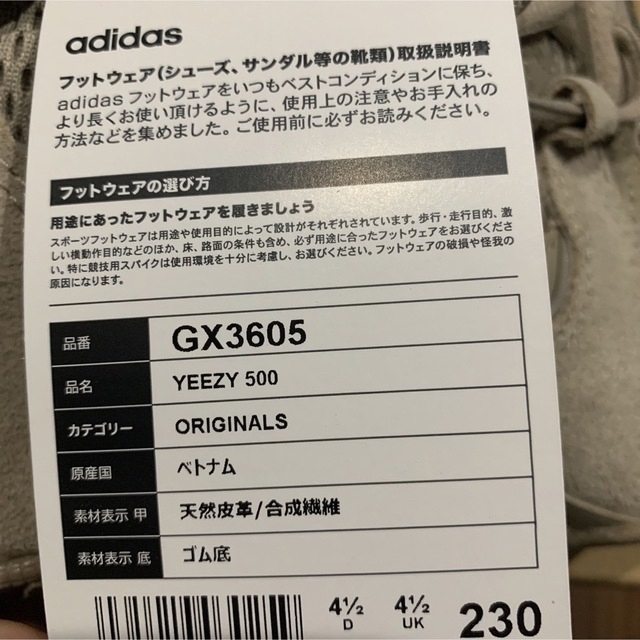 adidas
フットウェア(シューズ、サンダル等の靴類)取扱説明書
adidas フットウェアをいつもベストコンディションに保ち、
より長くお使い頂けるように、使用上の注意やお手入れの
方法などを集めました。ご使用前に必ずお読みください。
フットウェアの選び方
用途にあったフットウェアを履きましょう
スポーツフットウェアは用途や使用目的によって設計がそれぞれされています。歩行・走行目的、激
しい横動作目的などのほか、床、路面の条件も含め、必ず用途に合ったフットウェアをお選びくださ
い。特に競技用スパイクは使用環境を十分に考慮し、お選びください。フットウェアの破損や怪我の
原因になります。
品番 GX3605
品名 YEEZY 500
カテゴリー ORIGINALS
原産国 ベトナム
素材表示 甲 天然皮革/合成繊維
素材表示 底 ゴム底
4½ 4½ 230
D UK